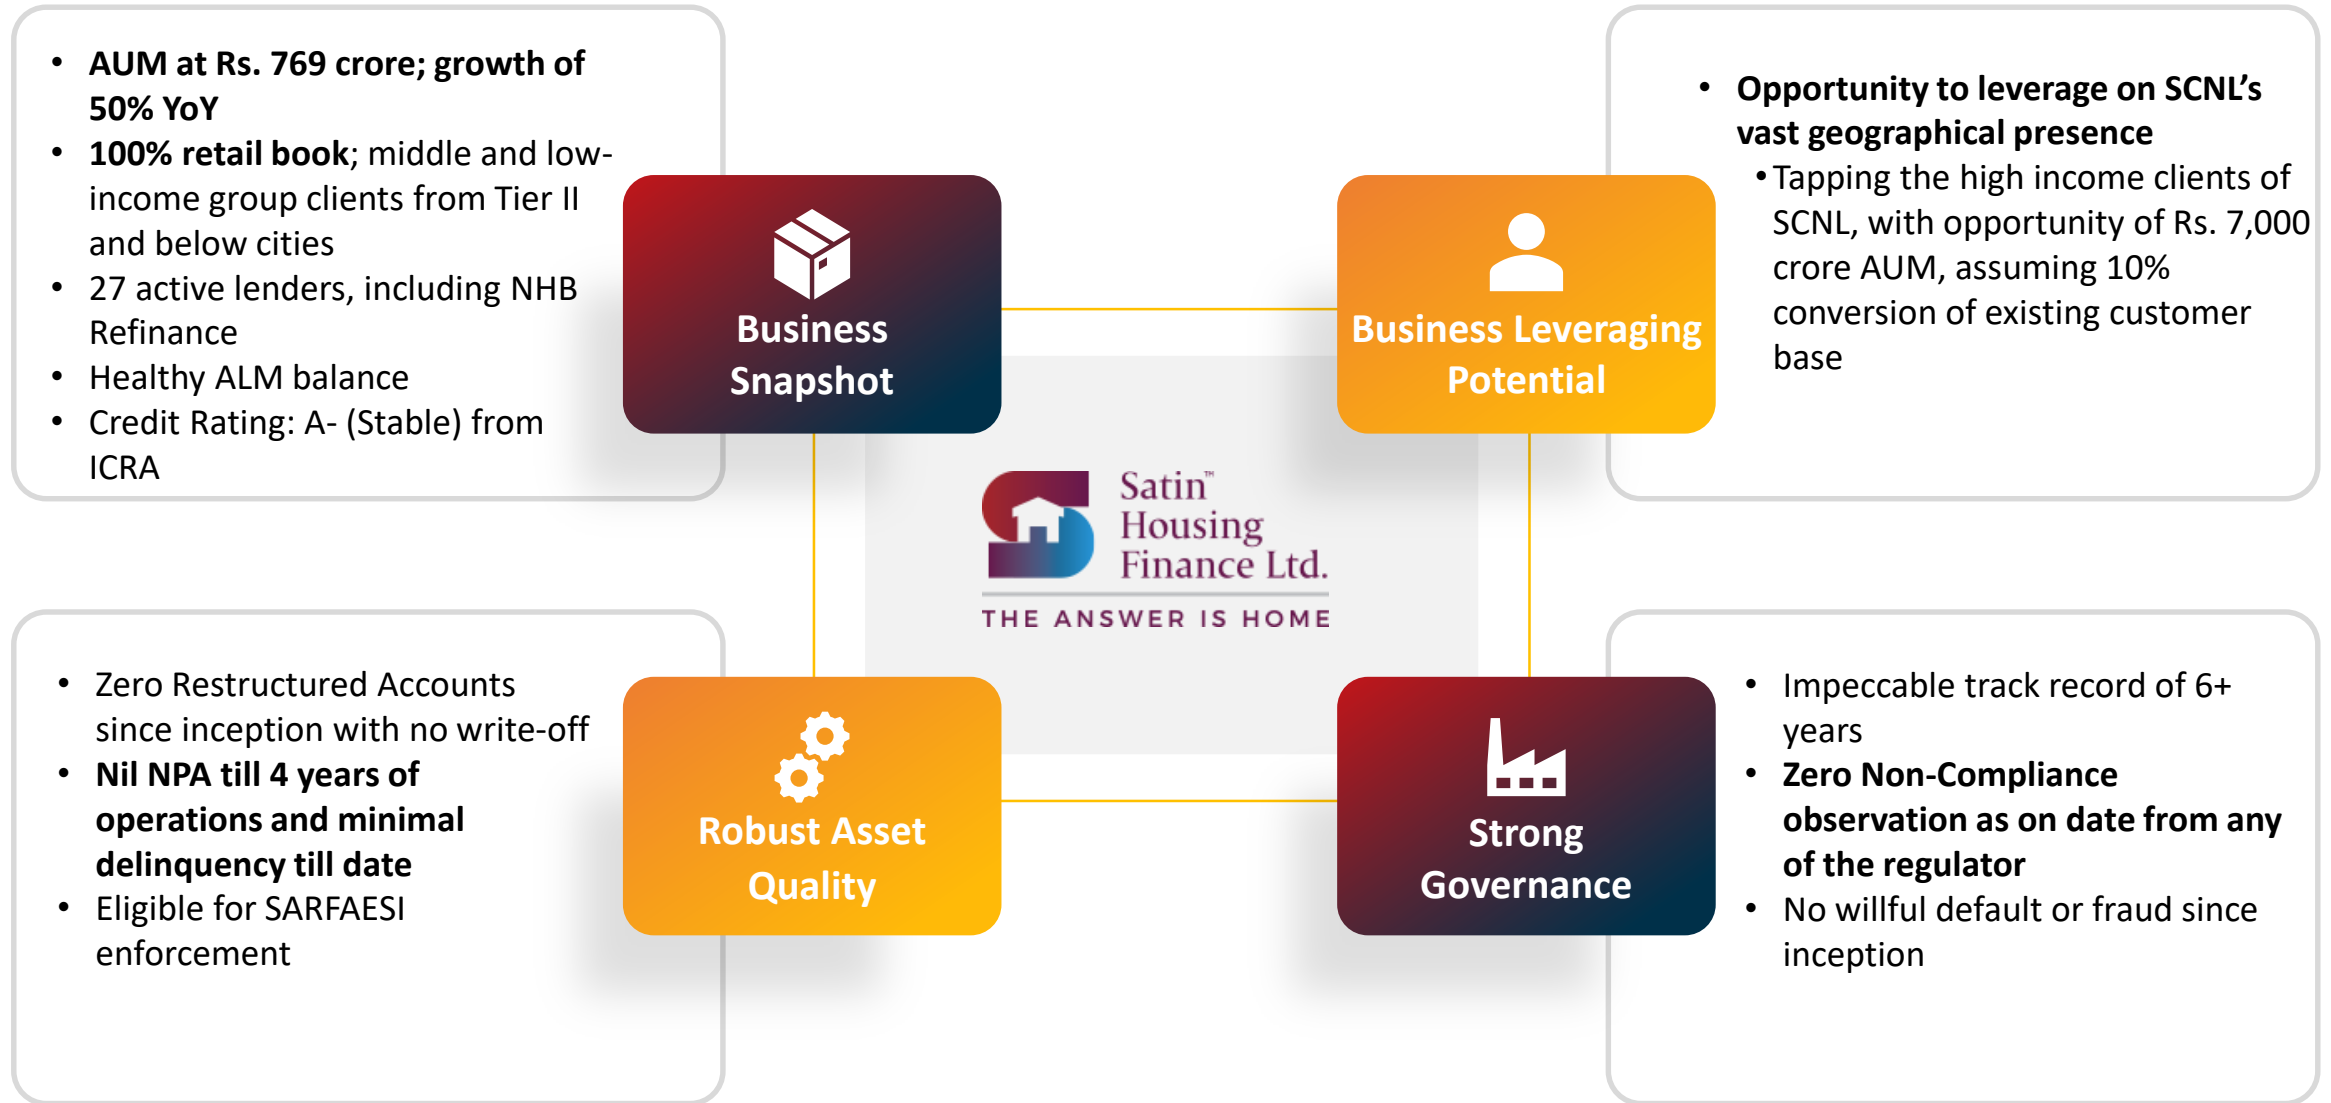 • AUM at Rs. 769 crore; growth of
50% YoY
• 100% retail book; middle and low-
income group clients from Tier II
and below cities
• 27 active lenders, including NHB
Refinance
• Healthy ALM balance
• Credit Rating: A- (Stable) from
ICRA
Business
Snapshot
Business Leveraging
Potential
• Opportunity to leverage on SCNL’s
vast geographical presence
• Tapping the high income clients of
SCNL, with opportunity of Rs. 7,000
crore AUM, assuming 10%
conversion of existing customer
base
Satin™
Housing
Finance Ltd.
THE ANSWER IS HOME
• Zero Restructured Accounts
since inception with no write-off
• Nil NPA till 4 years of
operations and minimal
delinquency till date
• Eligible for SARFAESI
enforcement
Robust Asset
Quality
Strong
Governance
• Impeccable track record of 6+
years
• Zero Non-Compliance
observation as on date from any
of the regulator
• No willful default or fraud since
inception